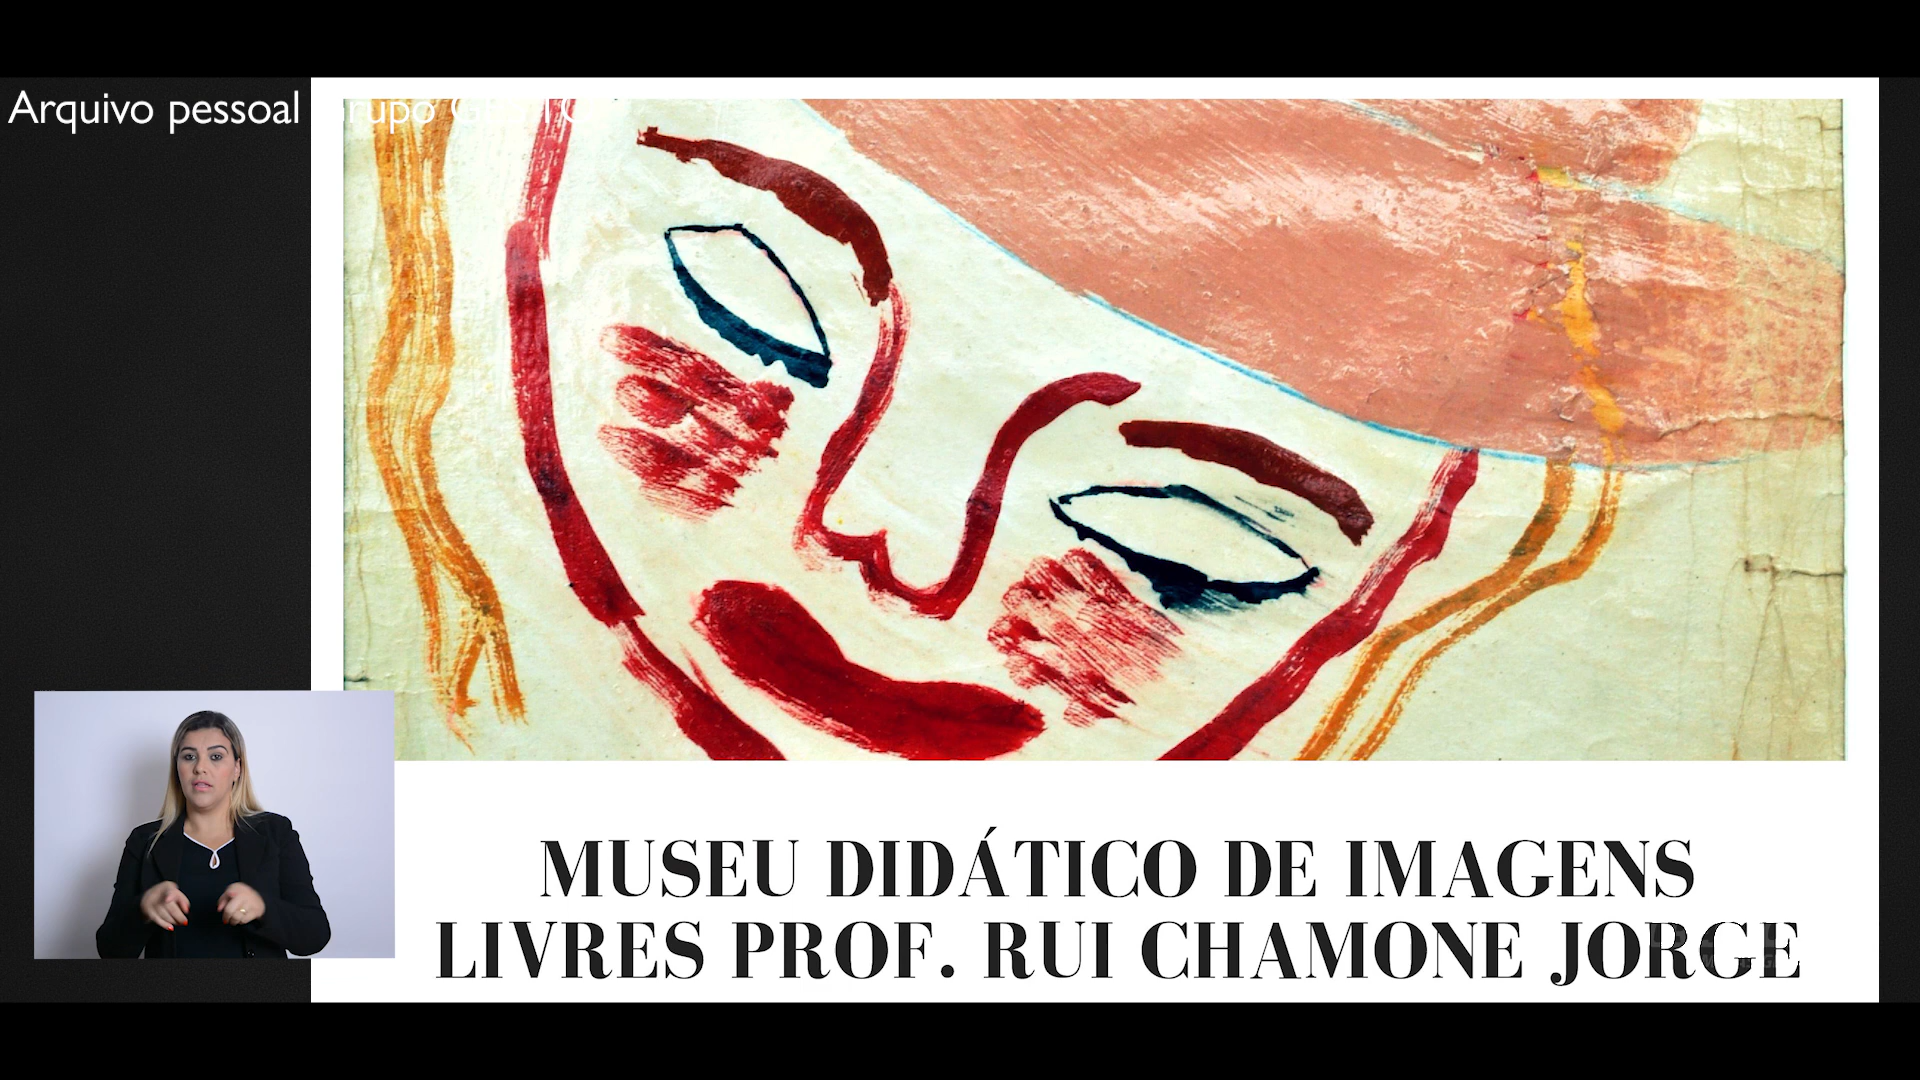 Arquivo pessoal
MUSEU DIDÁTICO DE IMAGENS
LIVRES PROF. RUI CHAMONE JORGE